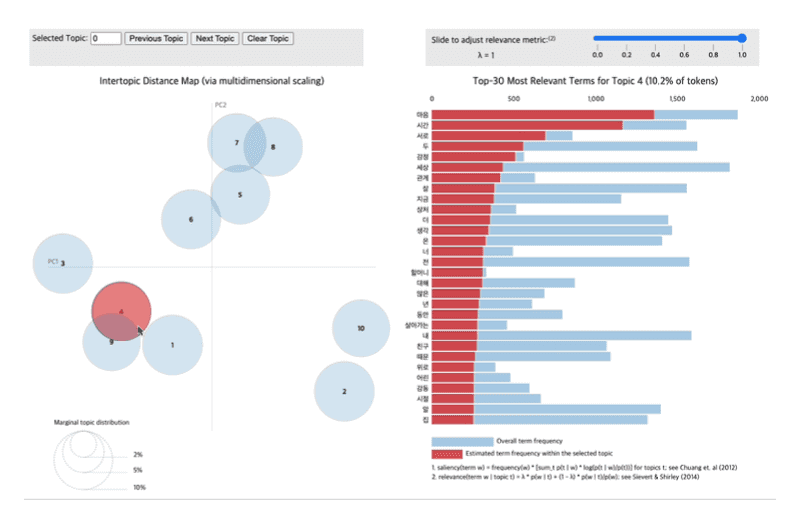 Selected Topic: 0 Previous Topic Next Topic Clear Topic
Slide to adjust relevance metric:(2)
λ = 1
0.0 0.2 0.4 0.6 0.8 1.0
Intertopic Distance Map (via multidimensional scaling)
PC2
PC1
7
8
5
6
3
4
9
1
10
2
Marginal topic distribution
2%
5%
10%
Top-30 Most Relevant Terms for Topic 4 (10.2% of tokens)
0 500 1,000 1,500 2,000
마음
시간
서로
두
감정
세상
관계
잘
지금
상처
더
생각
온
너
전
할머니
대해
많은
년
동안
살아가는
내
친구
때문
위로
어린
감동
시절
말
집
Overall term frequency
Estimated term frequency within the selected topic
1. saliency(term w) = frequency(w) * [sum_t p(t | w) * log(p(t | w)/p(t))] for topics t; see Chuang et. al (2012)
2. relevance(term w | topic t) = λ * p(w | t) + (1 - λ) * p(w | t)/p(w); see Sievert & Shirley (2014)